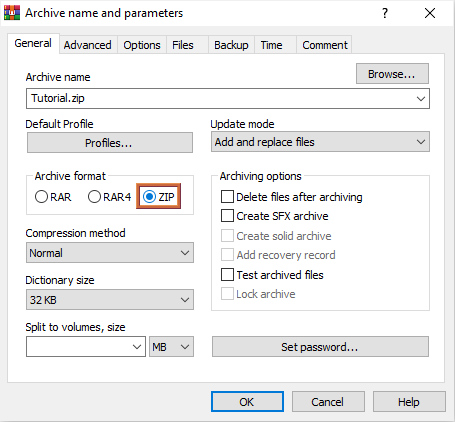 Archive name and parameters
?
General Advanced Options Files Backup Time Comment
Archive name
Browse...
Tutorial.zip
Default Profile
Update mode
Profiles...
Add and replace files
Archive format
RAR RAR4 ZIP
Compression method
Normal
Dictionary size
32 KB
Split to volumes, size
MB
Archiving options
Delete files after archiving
Create SFX archive
Create solid archive
Add recovery record
Test archived files
Lock archive
Set password...
OK Cancel Help